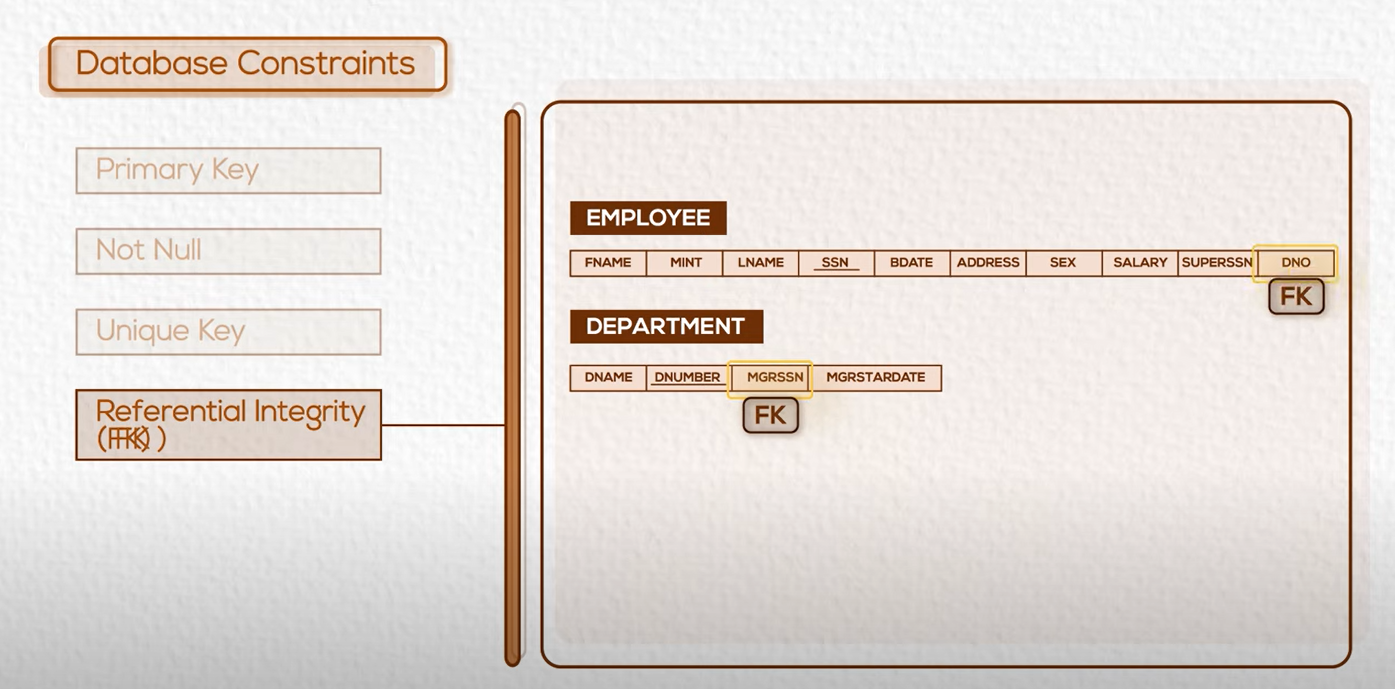 Database Constraints
Primary Key
Not Null
Unique Key
Referential Integrity
EMPLOYEE
FNAME MINT LNAME SSN BDATE ADDRESS SEX SALARY SUPERSSN DNO
FK
DEPARTMENT
DNAME DNUMBER MGRSSN MGRSTARDATE
FK